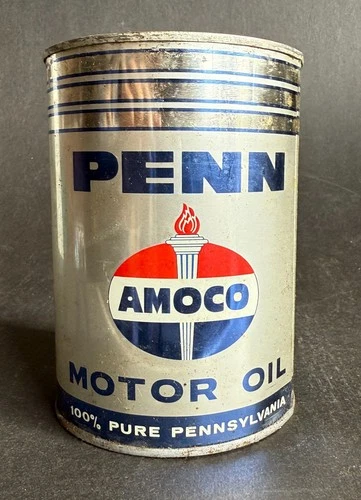 PENN
AMOCO
MOTOR OIL
100% PURE PENNSYLVANIA